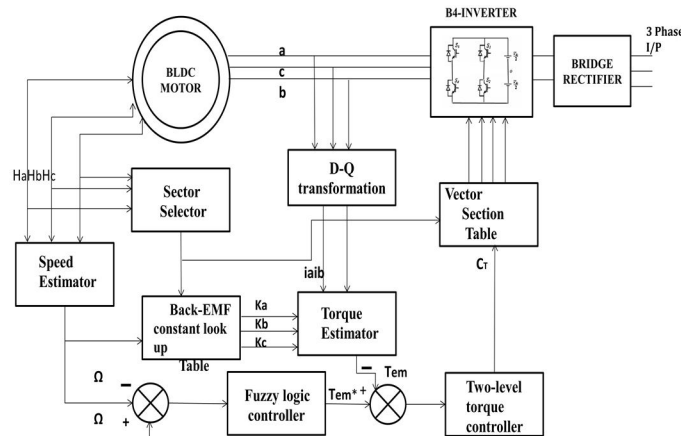 B4-INVERTER
3 Phase
I/P
BLDC
MOTOR
a
c
b
BRIDGE
RECTIFIER
HaHbHc
Sector
Selector
D-Q
transformation
Vector
Section
Table
Speed
Estimator
iaib
CT
Back-EMF
constant look
up
Table
Ka
Kb
Kc
Torque
Estimator
− Tem
Ω −
Ω +
Fuzzy logic
controller
Tem* +
Two-level
torque
controller